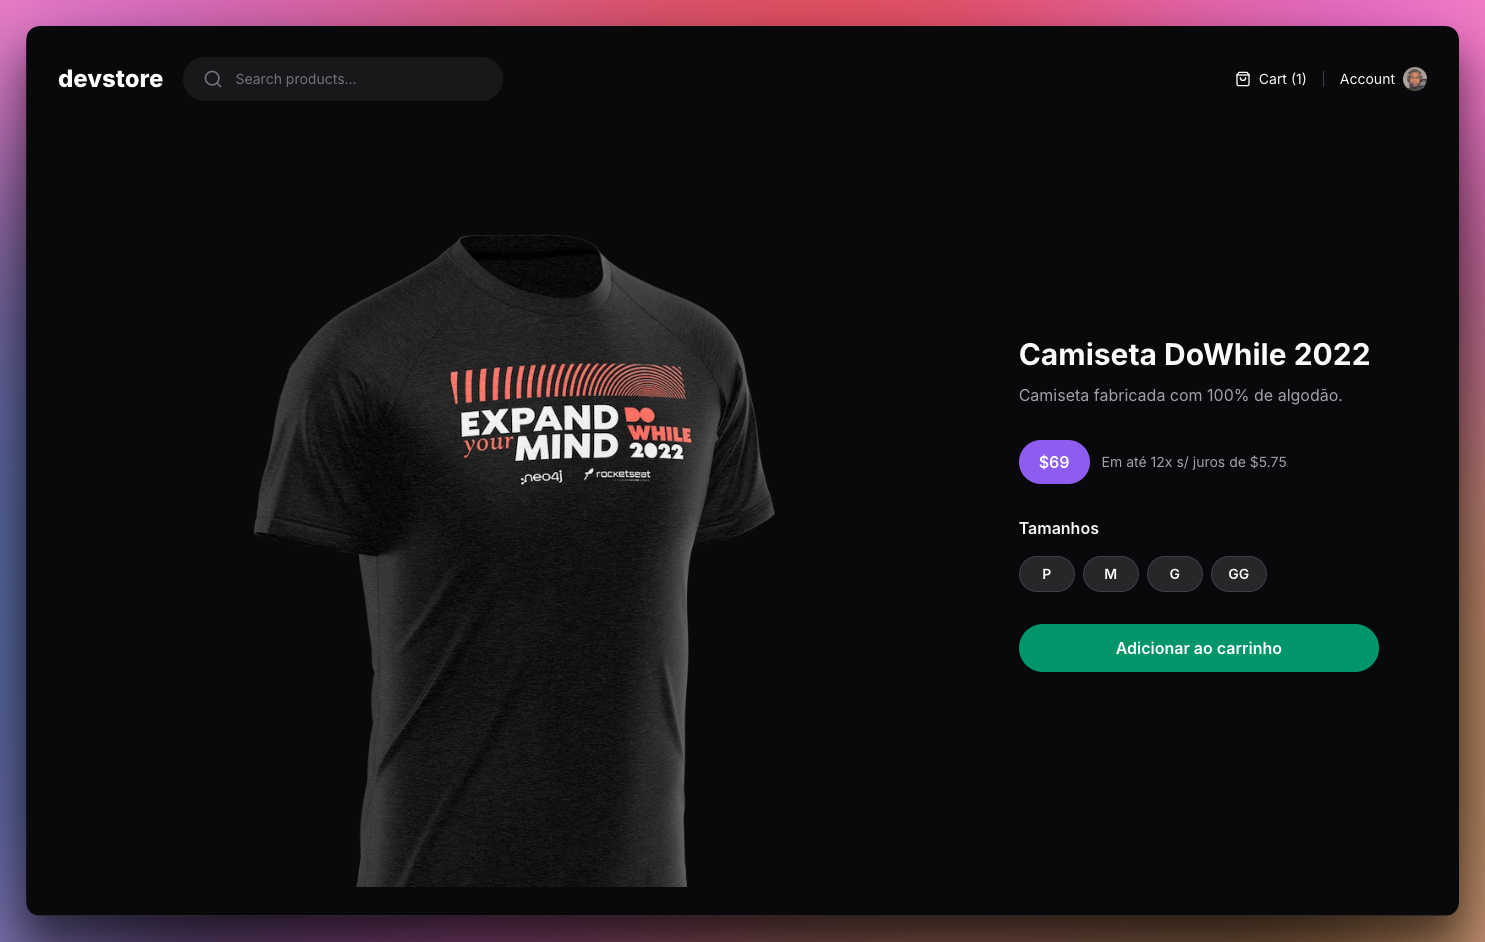 devstore
Search products...
Cart (1)
Account
EXPAND
your MIND
DO
WHILE
2022
neo4j
rocketseat
Camiseta DoWhile 2022
Camiseta fabricada com 100% de algodão.
$69
Em até 12x s/ juros de $5.75
Tamanhos
P M G GG
Adicionar ao carrinho